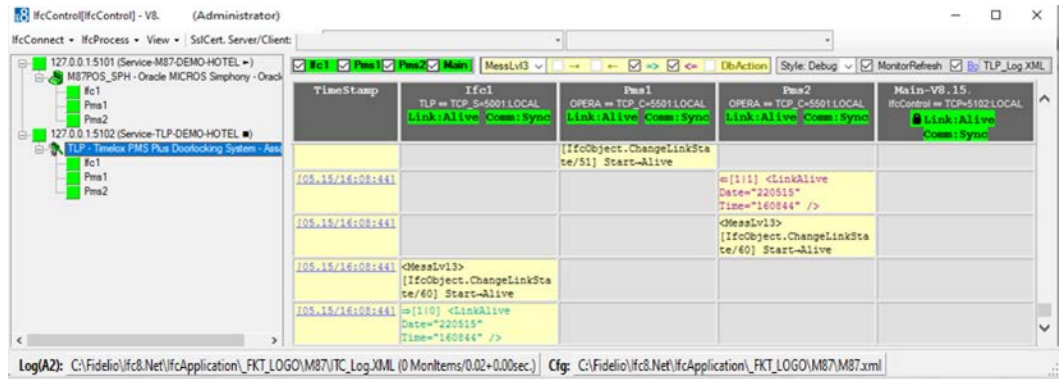 IfcControl[IfcControl] - V8. (Administrator)
IfcConnect IfcProcess View SslCert. Server/Client:
127.0.0.1:5101 (Service-M87-DEMO-HOTEL
M87POS_SPH - Oracle MICROS Simphony - Oracl
Ifc1
Pms1
Pms2
127.0.0.1:5102 (Service-TLP-DEMO-HOTEL ■)
TLP - Timelox PMS Plus Doorlocking System - Assa
Ifc1
Pms1
Pms2
Ifc1 Pms1 Pms2 Main MessLvl3 → ← => <= DbAction Style: Debug MonitorRefresh TLP_Log XML
TimeStamp
Ifc1
TLP ⇔ TCP_S=5001:LOCAL
Link:Alive Comm:Sync
Pms1
OPERA ⇔ TCP_C=5501:LOCAL
Link:Alive Comm:Sync
Pms2
OPERA ⇔ TCP_C=5501:LOCAL
Link:Alive Comm:Sync
Main-V8.15.
IfcControl ⇔ TCP=5102:LOCAL
Link:Alive
Comm:Sync
[IfcObject.ChangeLinkSta
te/51] Start→Alive
[05.15/16:08:44]
⇐[1|1] <LinkAlive
Date="220515"
Time="160844" />
[05.15/16:08:44]
<MessLvl3>
[IfcObject.ChangeLinkSta
te/60] Start→Alive
[05.15/16:08:44]
<MessLvl3>
[IfcObject.ChangeLinkSta
te/60] Start→Alive
[05.15/16:08:44]
⇒[1|0] <LinkAlive
Date="220515"
Time="160844" />
Log(A2): C:\Fidelio\Ifc8.Net\IfcApplication\_FKT_LOGO\M87\ITC_Log.XML (0 MonItems/0.02+0.00sec.) Cfg: C:\Fidelio\Ifc8.Net\IfcApplication\_FKT_LOGO\M87\M87.xml